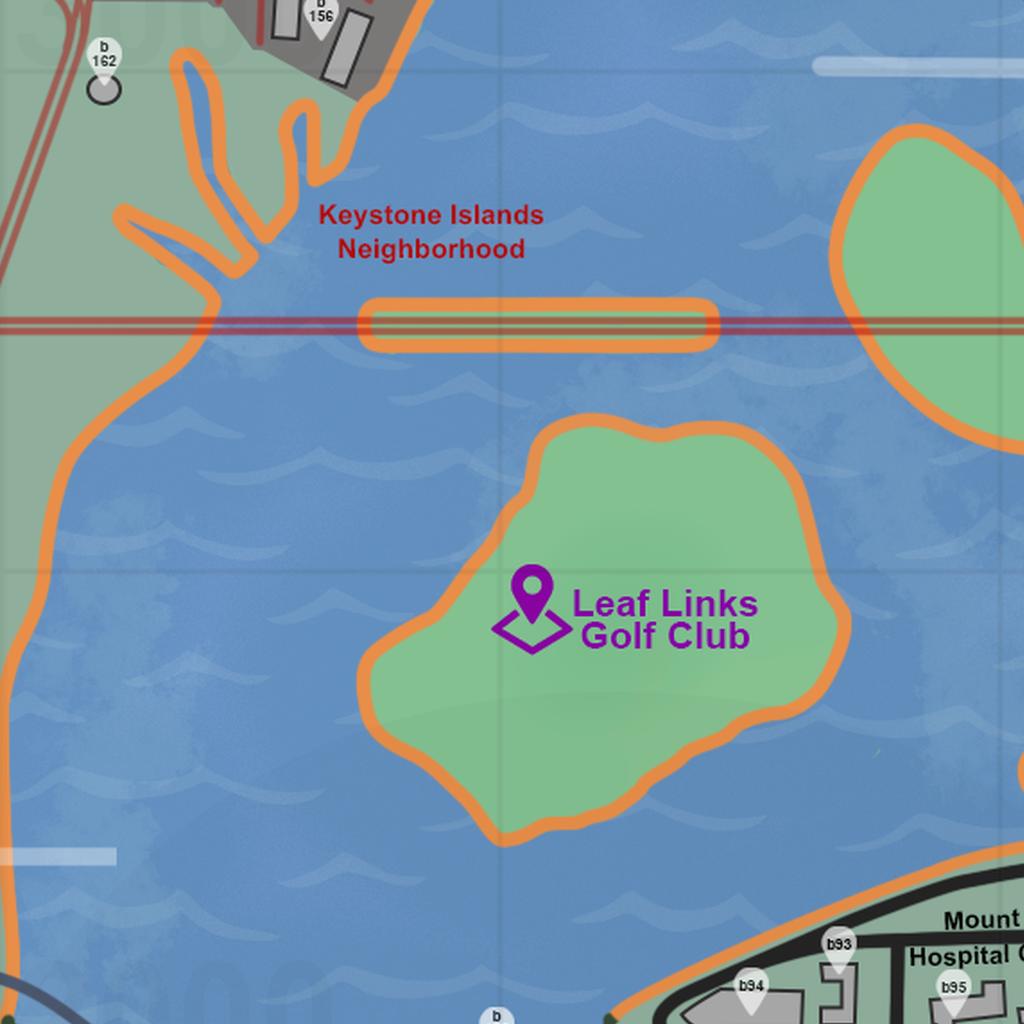 b
156
b
162
Keystone Islands
Neighborhood
Leaf Links
Golf Club
Mount
Hospital
b93
b94
b95
b